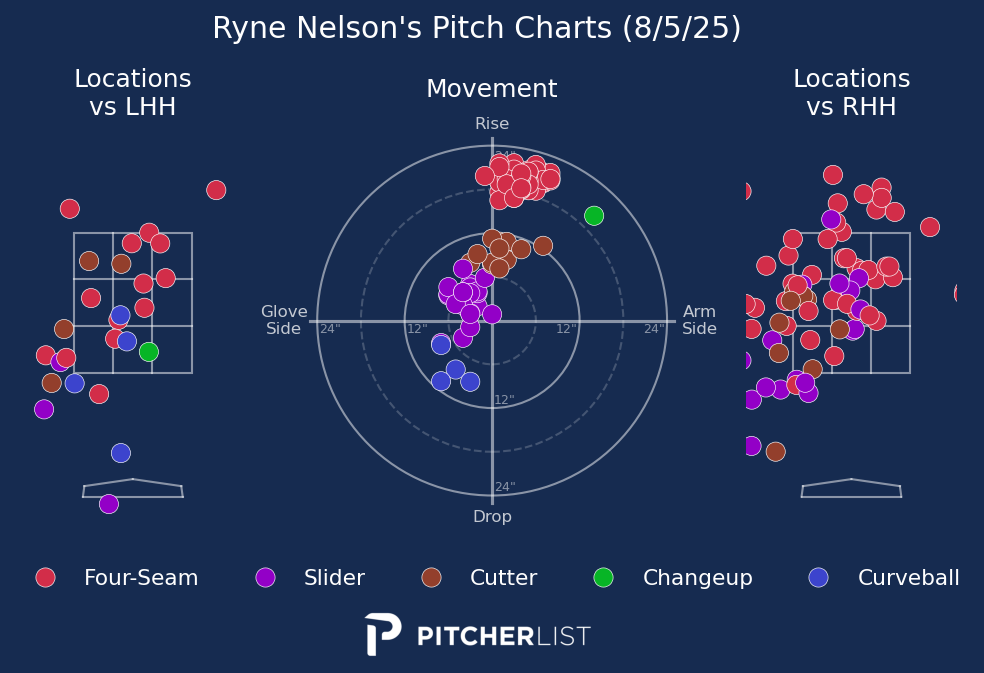 Ryne Nelson's Pitch Charts (8/5/25)
Locations
vs LHH
Movement
Locations
vs RHH
Rise
24"
Glove
Side
24"
12"
12"
24"
Arm
Side
12"
24"
Drop
Four-Seam
Slider
Cutter
Changeup
Curveball
PITCHERLIST